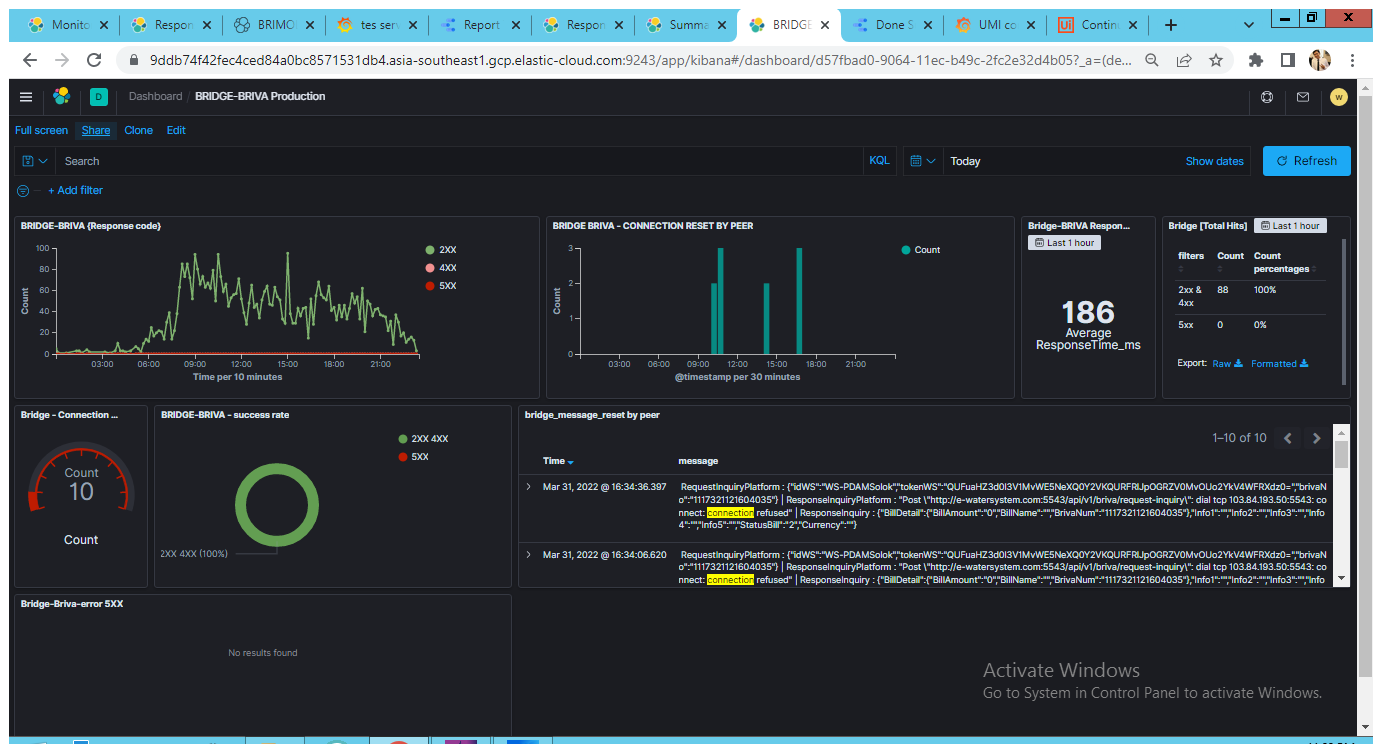 Monito
Respon
BRIMO
tes serv
Report
Respon
Summa
BRIDGE
Done S
UMI co
Contin
9ddb74f42fec4ced84a0bc8571531db4.asia-southeast1.gcp.elastic-cloud.com:9243/app/kibana#/dashboard/d57fbad0-9064-11ec-b49c-2fc2e32d4b05?_a=(de...
D
Dashboard / BRIDGE-BRIVA Production
w
Full screen Share Clone Edit
Search
KQL
Today
Show dates
Refresh
+ Add filter
BRIDGE-BRIVA {Response code}
100
80
60
40
20
0
Count
03:00 06:00 09:00 12:00 15:00 18:00 21:00
Time per 10 minutes
2XX
4XX
5XX
BRIDGE BRIVA - CONNECTION RESET BY PEER
3
2
1
0
Count
03:00 06:00 09:00 12:00 15:00 18:00 21:00
@timestamp per 30 minutes
Count
Bridge-BRIVA Respon...
Last 1 hour
186
Average
ResponseTime_ms
Bridge [Total Hits] Last 1 hour
filters Count Count percentages
2xx & 4xx 88 100%
5xx 0 0%
Export: Raw Formatted
Bridge - Connection ...
Count
10
Count
BRIDGE-BRIVA - success rate
2XX 4XX
5XX
2XX 4XX (100%)
bridge_message_reset by peer
1–10 of 10
Time message
Mar 31, 2022 @ 16:34:36.397
RequestInquiryPlatform : {"idWS":"WS-PDAMSolok","tokenWS":"QUFuaHZ3d0l3V1MvWE5NeXQ0Y2VKQURFRlJpOGRZV0MvOUo2YkV4WFRXdz0=","brivaN
o":"1117321121604035"} | ResponseInquiryPlatform : "Post \"http://e-watersystem.com:5543/api/v1/briva/request-inquiry\": dial tcp 103.84.193.50:5543: co
nnect: connection refused" | ResponseInquiry : {"BillDetail":{"BillAmount":"0","BillName":"","BrivaNum":"1117321121604035"},"Info1":"","Info2":"","Info3":"","Info
4":"","Info5":"","StatusBill":"2","Currency":""}
Mar 31, 2022 @ 16:34:06.620
RequestInquiryPlatform : {"idWS":"WS-PDAMSolok","tokenWS":"QUFuaHZ3d0l3V1MvWE5NeXQ0Y2VKQURFRlJpOGRZV0MvOUo2YkV4WFRXdz0=","brivaN
o":"1117321121604035"} | ResponseInquiryPlatform : "Post \"http://e-watersystem.com:5543/api/v1/briva/request-inquiry\": dial tcp 103.84.193.50:5543: co
nnect: connection refused" | ResponseInquiry : {"BillDetail":{"BillAmount":"0","BillName":"","BrivaNum":"1117321121604035"},"Info1":"","Info2":"","Info3":"","Info
Bridge-Briva-error 5XX
No results found
Activate Windows
Go to System in Control Panel to activate Windows.